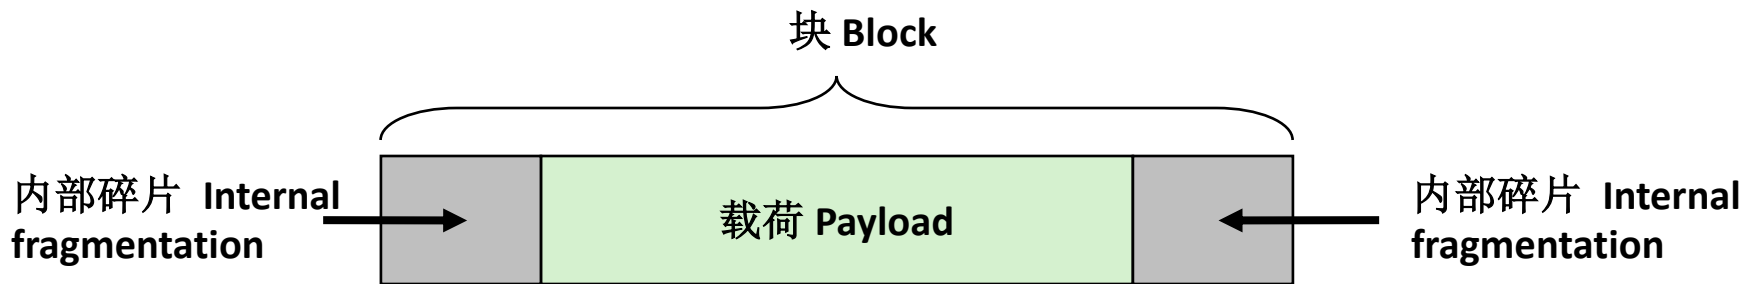 块 Block
内部碎片 Internal
fragmentation
载荷 Payload
内部碎片 Internal
fragmentation